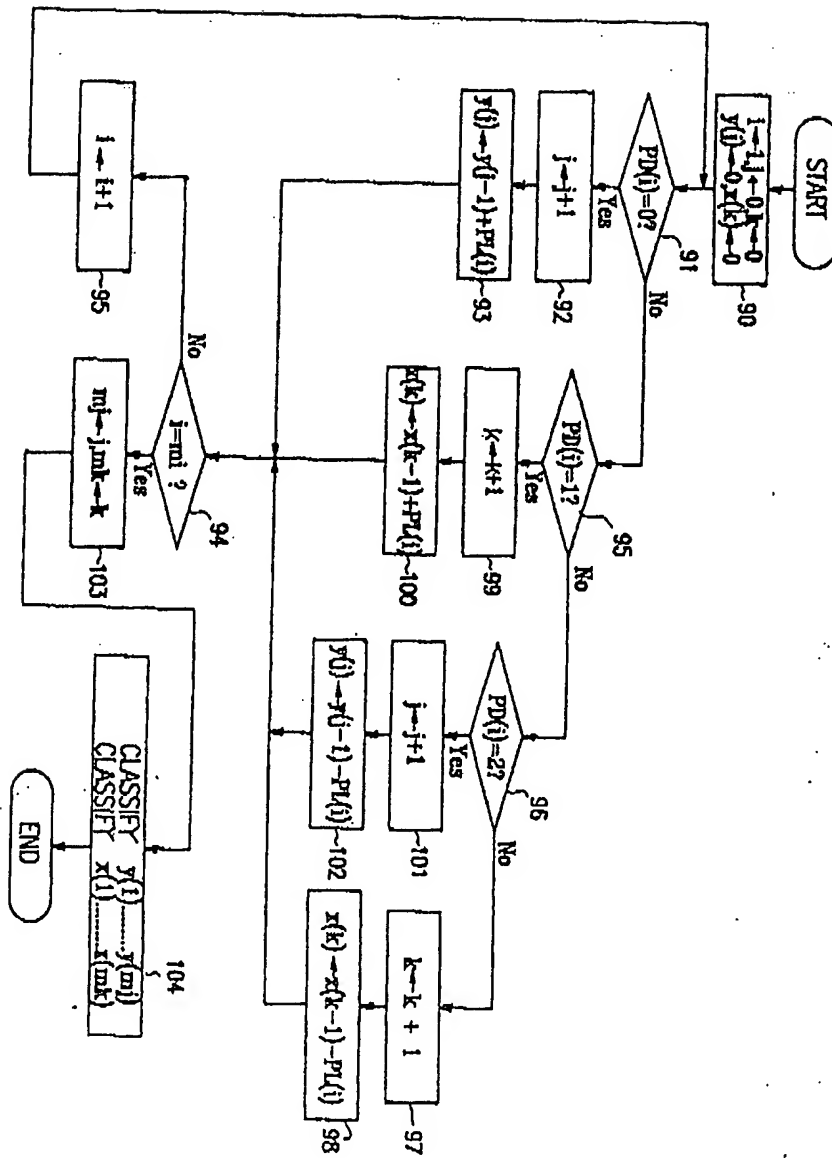 START
i←1,j←0,k←0
y(j)←0,x(k)←0
~90
PD(i)=0?
91
Yes
No
j←j+1
~92
y(j)←y(j-1)+PL(i)
~93
PD(i)=1?
95
Yes
No
k←k+1
~99
x(k)←x(k-1)+PL(i)
~100
PD(i)=2?
96
Yes
No
j←j+1
~101
y(j)←y(j-1)-PL(i)
~102
k←k + 1
~97
x(k)←x(k-1)-PL(i)
~98
i=mi ?
94
No
Yes
i ← i+1
~95
mj←j,mk←k
~103
CLASSIFY y(1)........y(mj)
CLASSIFY x(1)........x(mk)
104
END